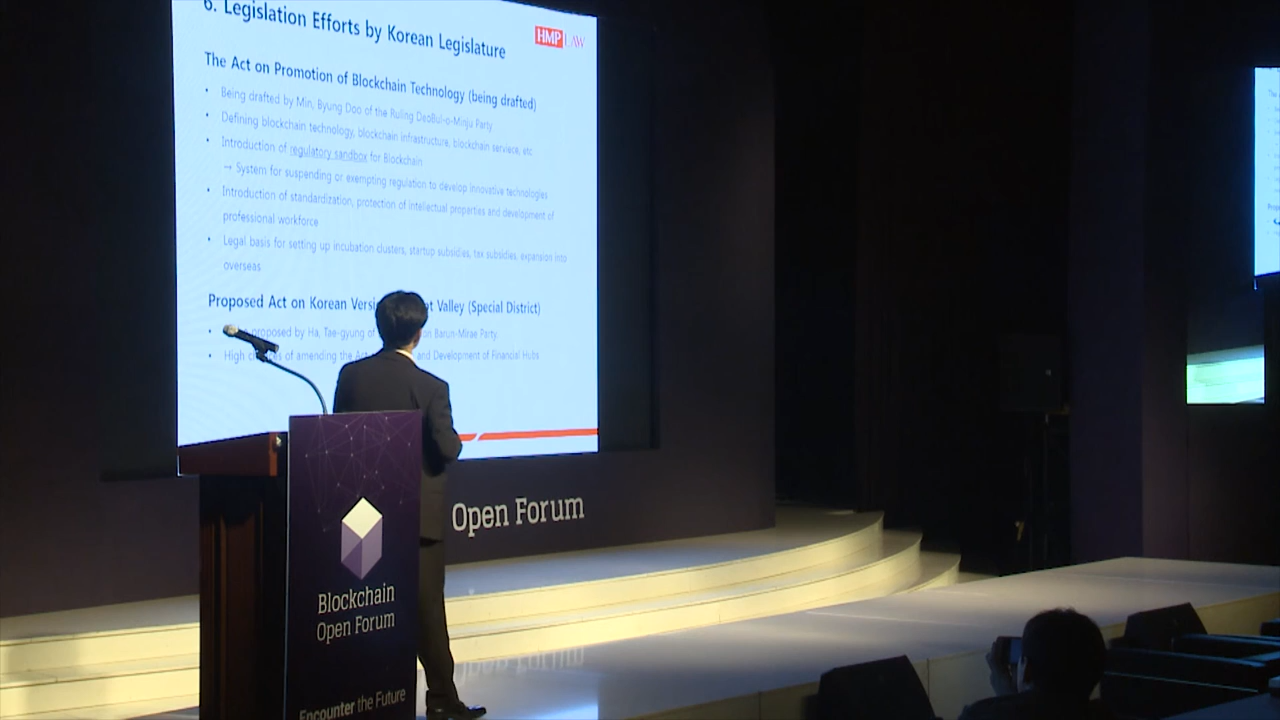 6. Legislation Efforts by Korean Legislature
HMP LAW
The Act on Promotion of Blockchain Technology (being drafted)
• Being drafted by Min, Byung Doo of the Ruling DeoBul-o-Minju Party
• Defining blockchain technology, blockchain infrastructure, blockchain serviece, etc
• Introduction of regulatory sandbox for Blockchain
→ System for suspending or exempting regulation to develop innovative technologies
• Introduction of standardization, protection of intellectual properties and development of
professional workforce
• Legal basis for setting up incubation clusters, startup subsidies, tax subsidies, expansion into
overseas
Proposed Act on Korean Valley (Special District)
• proposed by Ha, Tae-gyung of Barun-Mirae Party
• High of amending the and Development of Financial Hubs
Open Forum
Blockchain
Open Forum
Encounter the Future